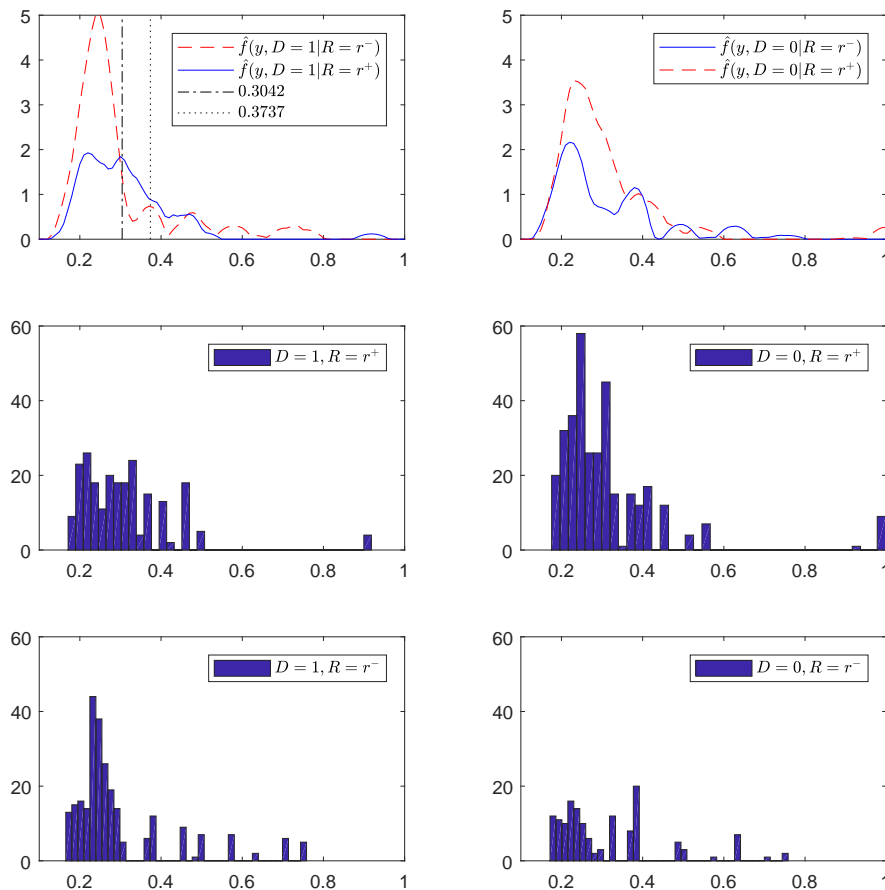 5
4
3
2
1
0
0.2 0.4 0.6 0.8 1
f̂(y, D = 1|R = r⁻)
f̂(y, D = 1|R = r⁺)
0.3042
0.3737
5
4
3
2
1
0
0.2 0.4 0.6 0.8 1
f̂(y, D = 0|R = r⁻)
f̂(y, D = 0|R = r⁺)
60
40
20
0
0.2 0.4 0.6 0.8 1
D = 1, R = r⁺
60
40
20
0
0.2 0.4 0.6 0.8 1
D = 0, R = r⁺
60
40
20
0
0.2 0.4 0.6 0.8 1
D = 1, R = r⁻
60
40
20
0
0.2 0.4 0.6 0.8 1
D = 0, R = r⁻